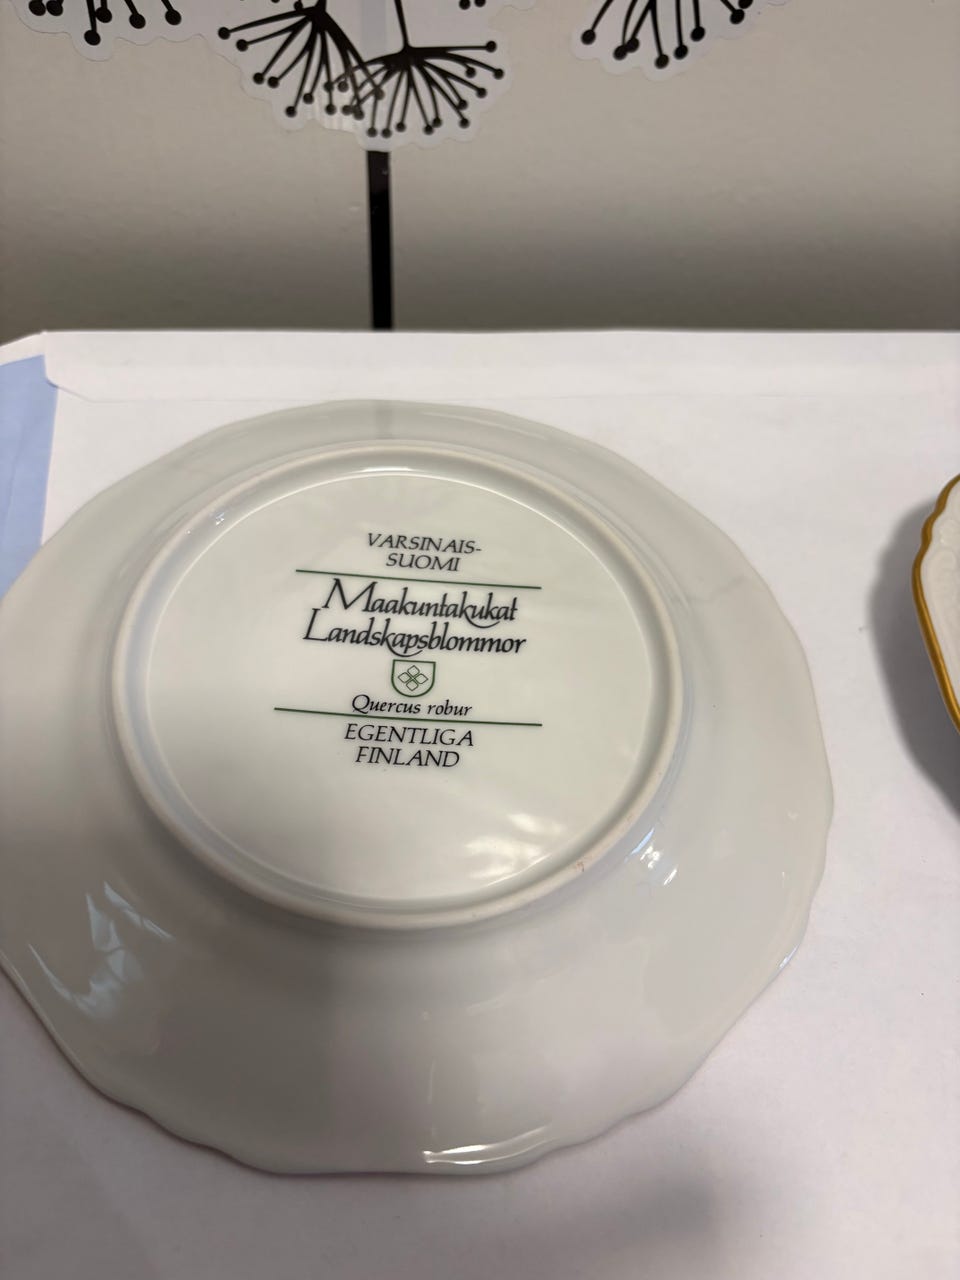 VARSINAIS-
SUOMI
Maakuntakukat
Landskapsblommor
Quercus robur
EGENTLIGA
FINLAND